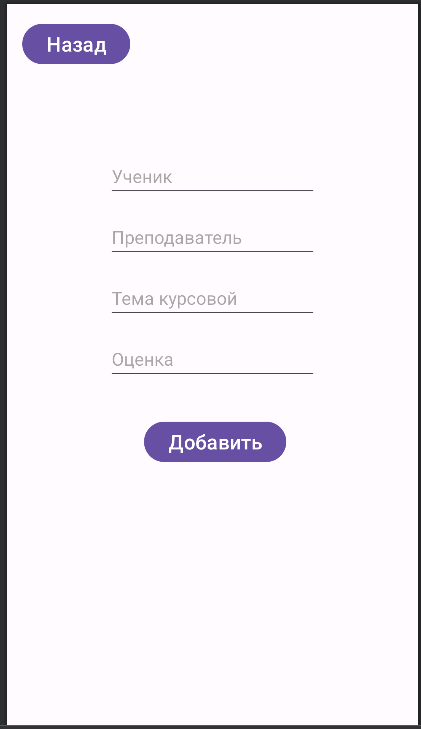 Назад
Ученик
Преподаватель
Тема курсовой
Оценка
Добавить